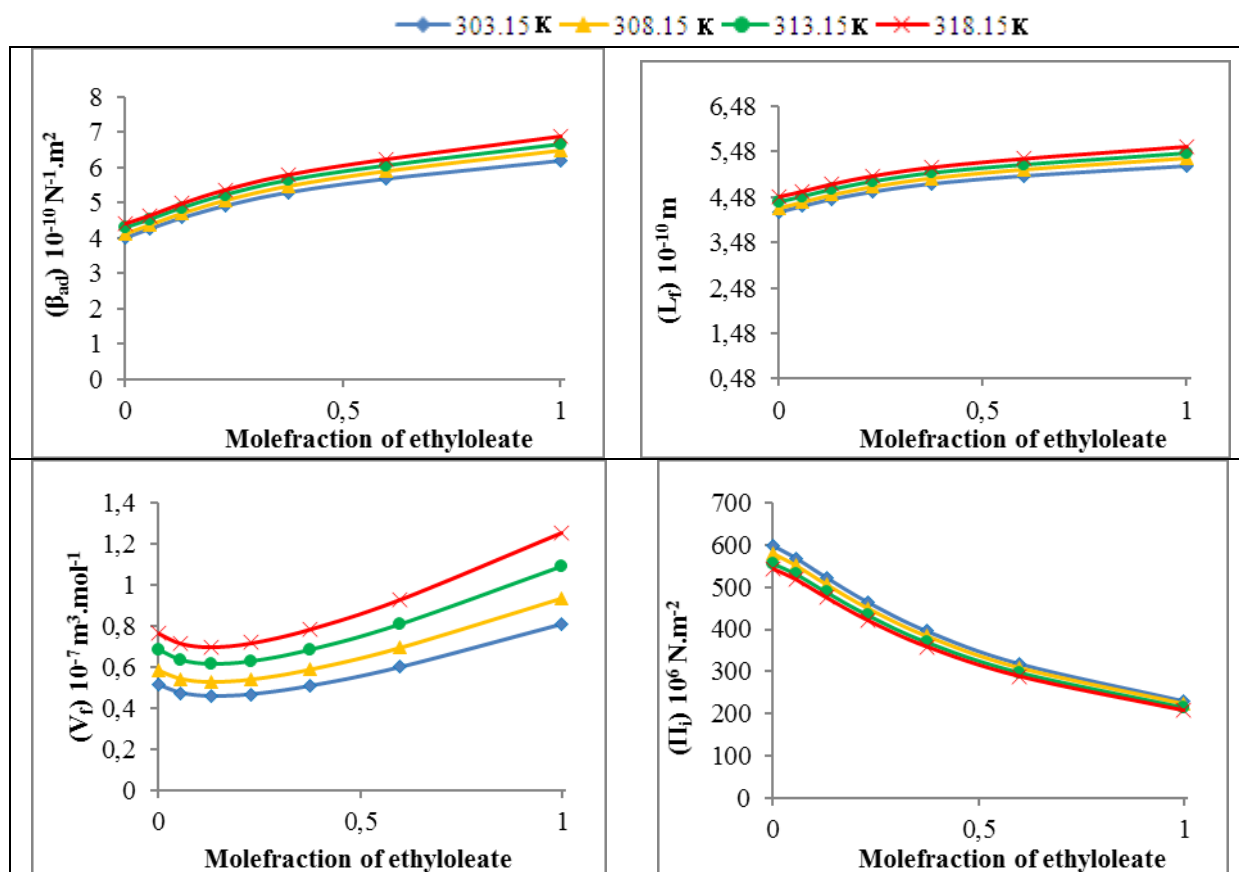 303.15 K 308.15 K 313.15 K 318.15 K
(βad) 10-10 N-1.m2
8
7
6
5
4
3
2
1
0
0 0,5 1
Molefraction of ethyloleate
(Lf) 10-10 m
6,48
5,48
4,48
3,48
2,48
1,48
0,48
0 0,5 1
Molefraction of ethyloleate
(Vf) 10-7 m3.mol-1
1,4
1,2
1
0,8
0,6
0,4
0,2
0
0 0,5 1
Molefraction of ethyloleate
(Πi) 106 N.m-2
700
600
500
400
300
200
100
0
0 0,5 1
Molefraction of ethyloleate